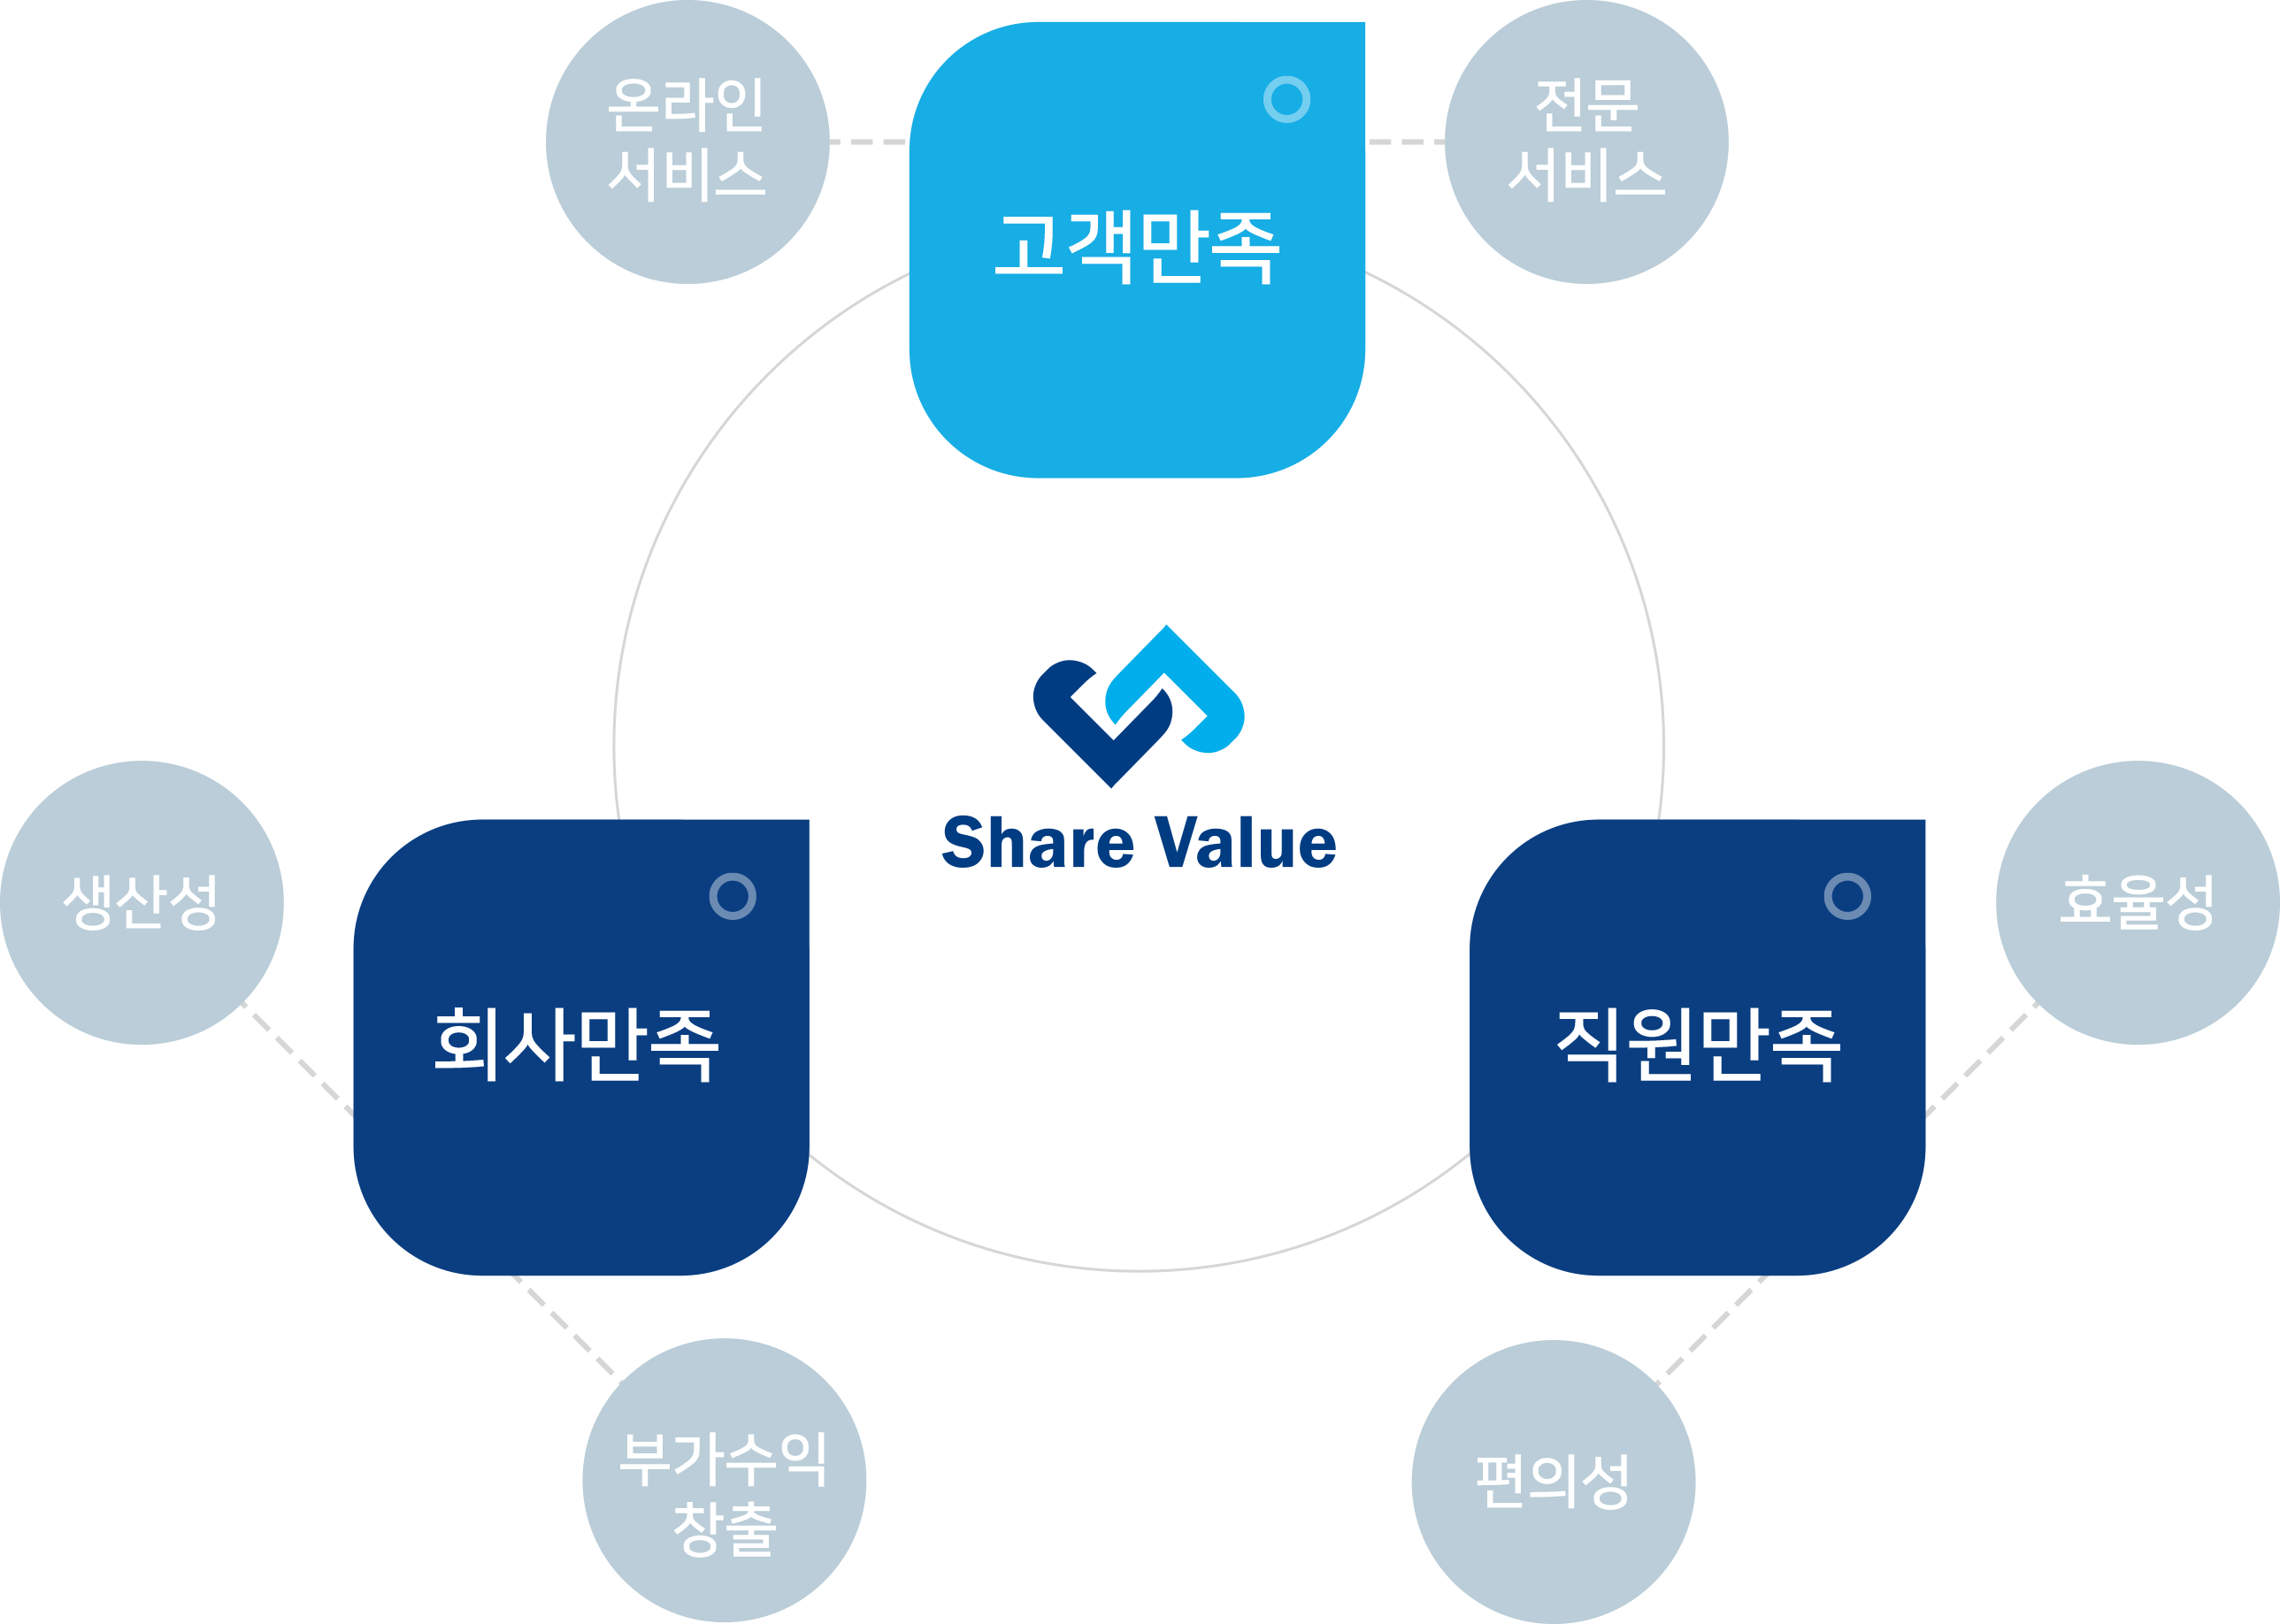 온라인
서비스
전문
서비스
고객만족
Share Value
생산성
효율성
회사만족
직원만족
부가수익
창출
편의성